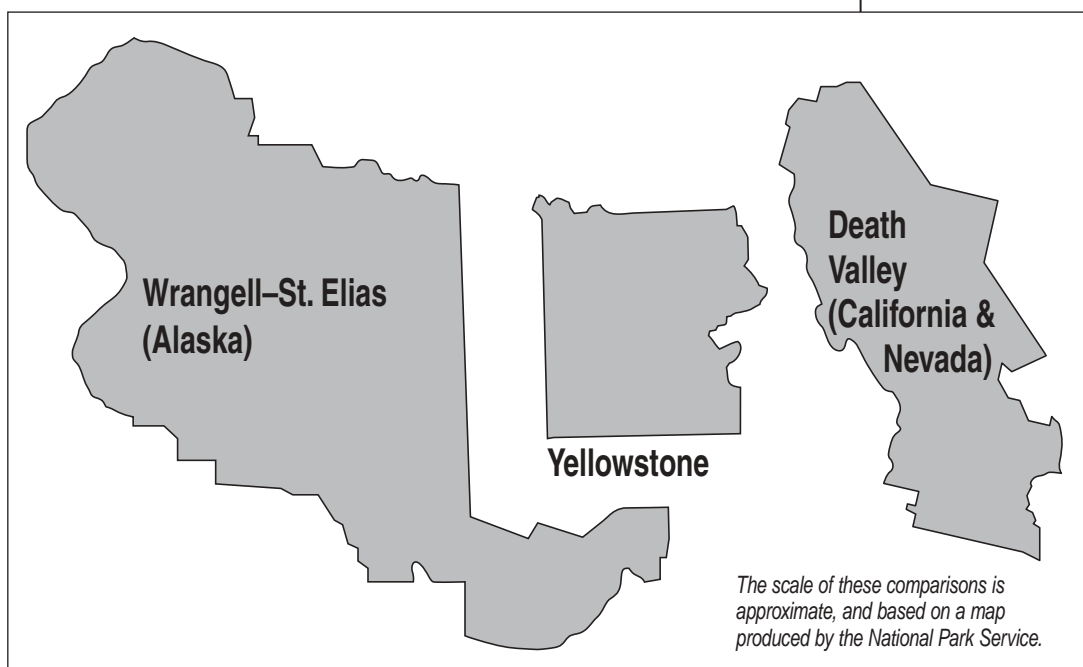 Wrangell–St. Elias
(Alaska)
Yellowstone
Death
Valley
(California &
Nevada)
The scale of these comparisons is
approximate, and based on a map
produced by the National Park Service.